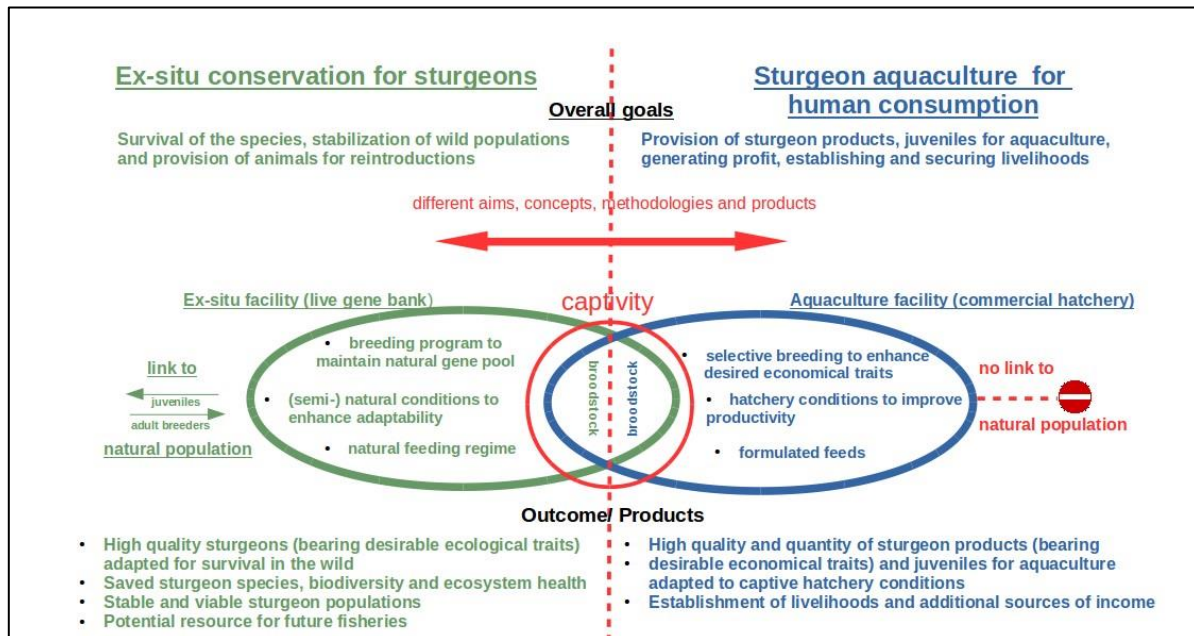 Ex-situ conservation for sturgeons
Sturgeon aquaculture for
human consumption
Overall goals
Survival of the species, stabilization of wild populations
and provision of animals for reintroductions
Provision of sturgeon products, juveniles for aquaculture,
generating profit, establishing and securing livelihoods
different aims, concepts, methodologies and products
Ex-situ facility (live gene bank)
captivity
Aquaculture facility (commercial hatchery)
link to
juveniles
adult breeders
natural population
• breeding program to
maintain natural gene pool
• (semi-) natural conditions to
enhance adaptability
• natural feeding regime
broodstock
broodstock
• selective breeding to enhance
desired economical traits
• hatchery conditions to improve
productivity
• formulated feeds
no link to
natural population
Outcome/ Products
• High quality sturgeons (bearing desirable ecological traits)
adapted for survival in the wild
• Saved sturgeon species, biodiversity and ecosystem health
• Stable and viable sturgeon populations
• Potential resource for future fisheries
• High quality and quantity of sturgeon products (bearing
• desirable economical traits) and juveniles for aquaculture
adapted to captive hatchery conditions
• Establishment of livelihoods and additional sources of income